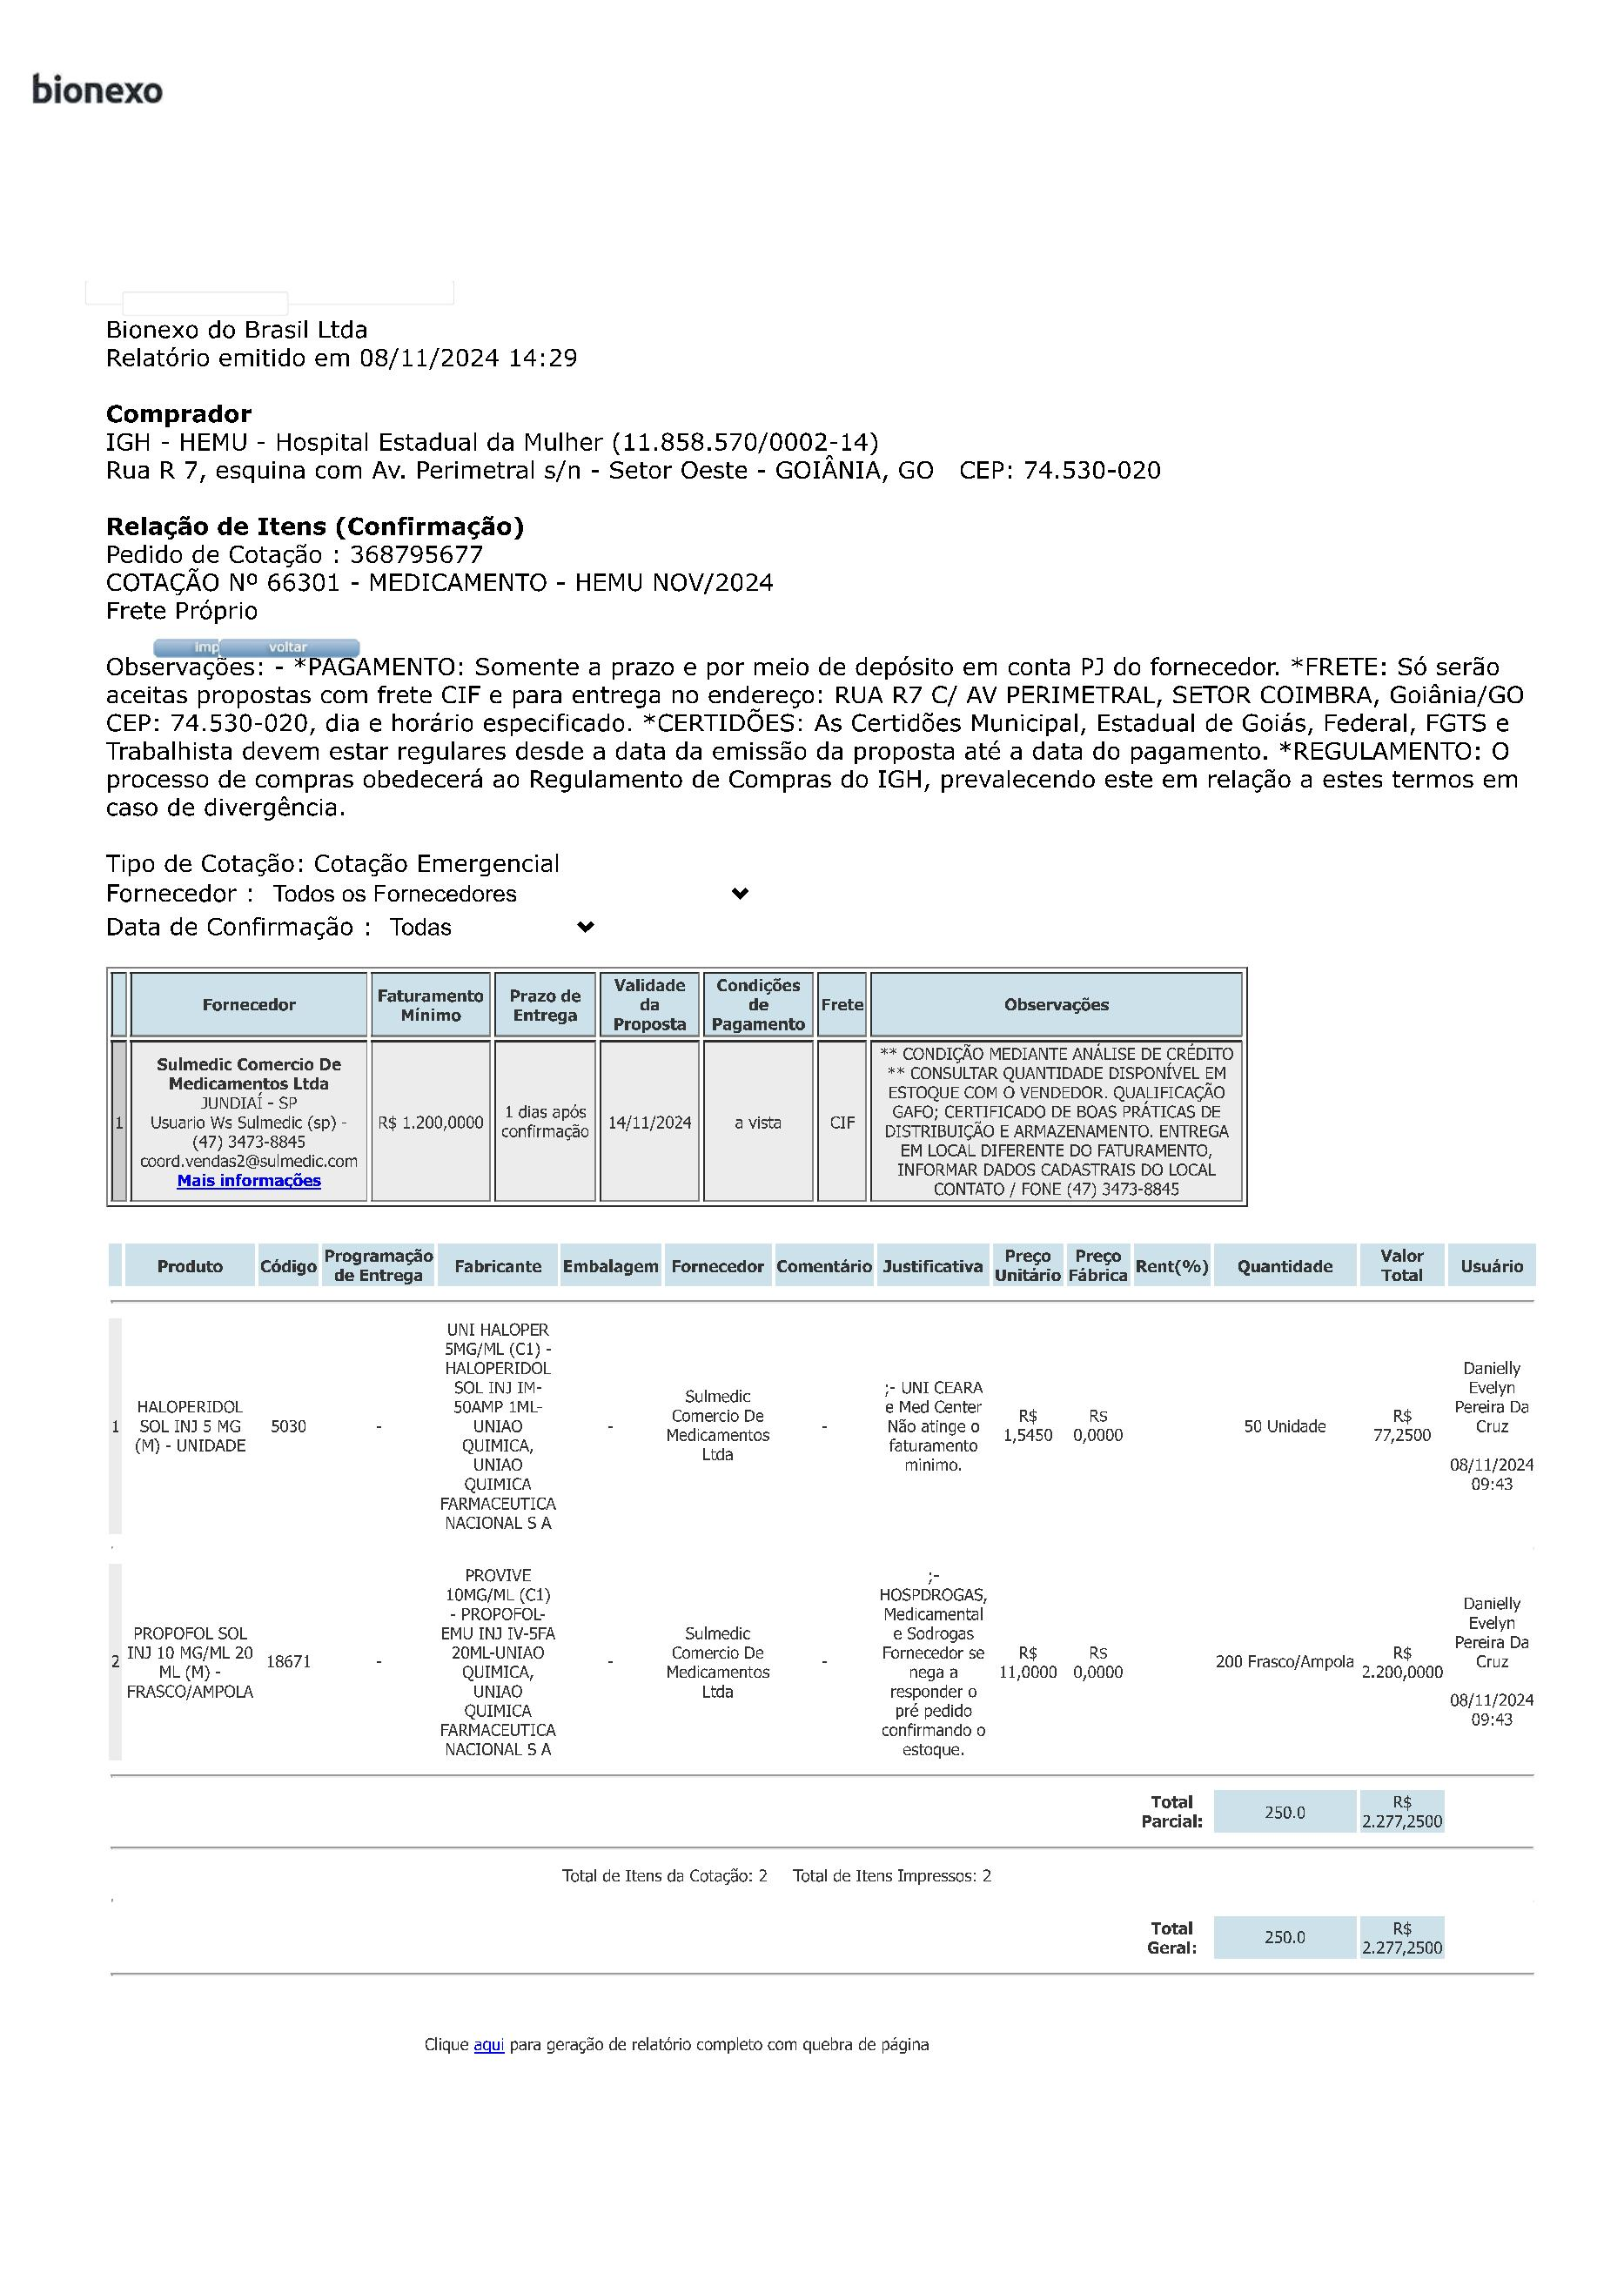 bionexo
Bionexo do Brasil Ltda
Relatório emitido em 08/11/2024 14:29
Comprador
IGH - HEMU - Hospital Estadual da Mulher (11.858.570/0002-14)
Rua R 7, esquina com Av. Perimetral s/n - Setor Oeste - GOIÂNIA, GO CEP: 74.530-020
Relação de Itens (Confirmação)
Pedido de Cotação : 368795677
COTAÇÃO Nº 66301 - MEDICAMENTO - HEMU NOV/2024
Frete Próprio
imp voltar
Observações: - *PAGAMENTO: Somente a prazo e por meio de depósito em conta PJ do fornecedor. *FRETE: Só serão
aceitas propostas com frete CIF e para entrega no endereço: RUA R7 C/ AV PERIMETRAL, SETOR COIMBRA, Goiânia/GO
CEP: 74.530-020, dia e horário especificado. *CERTIDÕES: As Certidões Municipal, Estadual de Goiás, Federal, FGTS e
Trabalhista devem estar regulares desde a data da emissão da proposta até a data do pagamento. *REGULAMENTO: O
processo de compras obedecerá ao Regulamento de Compras do IGH, prevalecendo este em relação a estes termos em
caso de divergência.
Tipo de Cotação: Cotação Emergencial
Fornecedor : Todos os Fornecedores
Data de Confirmação : Todas
Fornecedor
Faturamento
Mínimo
Prazo de
Entrega
Validade
da
Proposta
Condições
de
Pagamento
Frete
Observações
1
Sulmedic Comercio De
Medicamentos Ltda
JUNDIAÍ - SP
Usuario Ws Sulmedic (sp) -
(47) 3473-8845
coord.vendas2@sulmedic.com
Mais informações
R$ 1.200,0000
1 dias após
confirmação
14/11/2024
a vista
CIF
** CONDIÇÃO MEDIANTE ANÁLISE DE CRÉDITO
** CONSULTAR QUANTIDADE DISPONÍVEL EM
ESTOQUE COM O VENDEDOR. QUALIFICAÇÃO
GAFO; CERTIFICADO DE BOAS PRÁTICAS DE
DISTRIBUIÇÃO E ARMAZENAMENTO. ENTREGA
EM LOCAL DIFERENTE DO FATURAMENTO,
INFORMAR DADOS CADASTRAIS DO LOCAL
CONTATO / FONE (47) 3473-8845
Produto
Código
Programação
de Entrega
Fabricante
Embalagem
Fornecedor
Comentário
Justificativa
Preço
Unitário
Preço
Fábrica
Rent(%)
Quantidade
Valor
Total
Usuário
1
HALOPERIDOL
SOL INJ 5 MG
(M) - UNIDADE
5030
-
UNI HALOPER
5MG/ML (C1) -
HALOPERIDOL
SOL INJ IM-
50AMP 1ML-
UNIAO
QUIMICA,
UNIAO
QUIMICA
FARMACEUTICA
NACIONAL S A
-
Sulmedic
Comercio De
Medicamentos
Ltda
-
;- UNI CEARA
e Med Center
Não atinge o
faturamento
minimo.
R$
1,5450
R$
0,0000
50 Unidade
R$
77,2500
Danielly
Evelyn
Pereira Da
Cruz
08/11/2024
09:43
2
PROPOFOL SOL
INJ 10 MG/ML 20
ML (M) -
FRASCO/AMPOLA
18671
-
PROVIVE
10MG/ML (C1)
- PROPOFOL-
EMU INJ IV-5FA
20ML-UNIAO
QUIMICA,
UNIAO
QUIMICA
FARMACEUTICA
NACIONAL S A
-
Sulmedic
Comercio De
Medicamentos
Ltda
-
;-
HOSPDROGAS,
Medicamental
e Sodrogas
Fornecedor se
nega a
responder o
pré pedido
confirmando o
estoque.
R$
11,0000
R$
0,0000
200 Frasco/Ampola
R$
2.200,0000
Danielly
Evelyn
Pereira Da
Cruz
08/11/2024
09:43
Total
Parcial:
250.0
R$
2.277,2500
Total de Itens da Cotação: 2 Total de Itens Impressos: 2
Total
Geral:
250.0
R$
2.277,2500
Clique aqui para geração de relatório completo com quebra de página